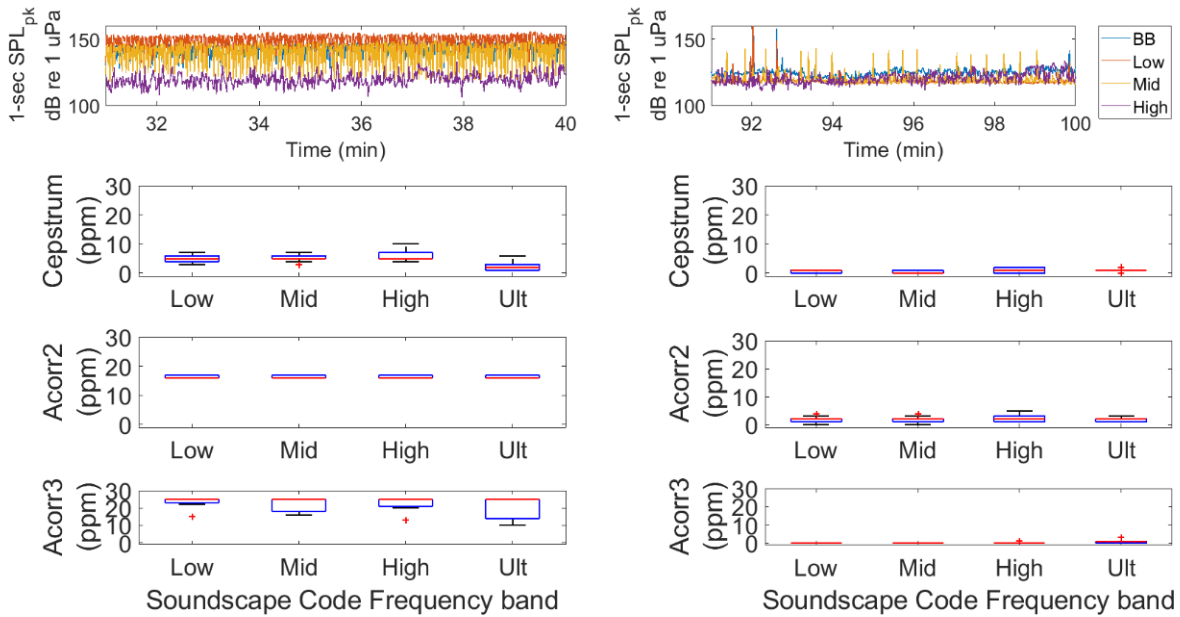 1-sec SPLpk
dB re 1 uPa
150
100
32
34
36
38
40
Time (min)
1-sec SPLpk
dB re 1 uPa
150
100
92
94
96
98
100
Time (min)
BB
Low
Mid
High
Cepstrum
(ppm)
30
20
10
0
Low Mid High Ult
Cepstrum
(ppm)
30
20
10
0
Low Mid High Ult
Acorr2
(ppm)
30
20
10
0
Low Mid High Ult
Acorr2
(ppm)
30
20
10
0
Low Mid High Ult
Acorr3
(ppm)
30
20
10
0
Low Mid High Ult
Soundscape Code Frequency band
Acorr3
(ppm)
30
20
10
0
Low Mid High Ult
Soundscape Code Frequency band